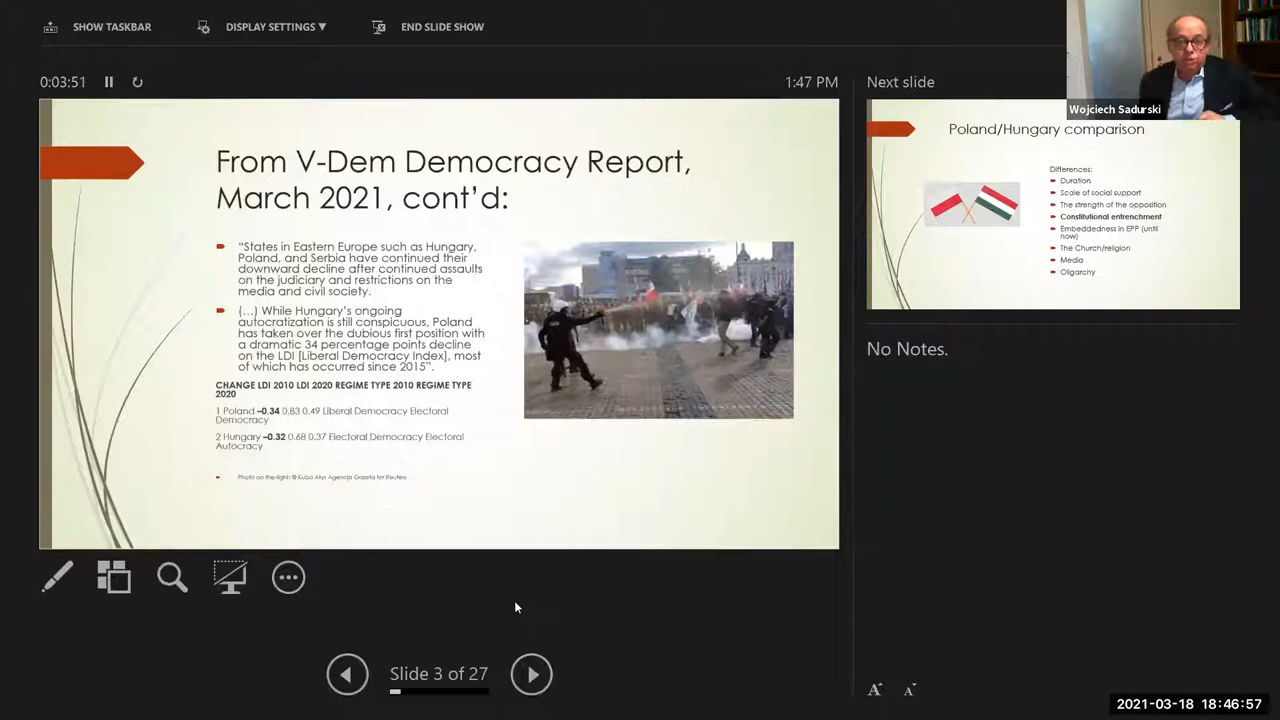 SHOW TASKBAR
DISPLAY SETTINGS ▼
END SLIDE SHOW
0:03:51
1:47 PM
From V-Dem Democracy Report,
March 2021, cont’d:
“States in Eastern Europe such as Hungary,
Poland, and Serbia have continued their
downward decline after continued assaults
on the judiciary and restrictions on the
media and civil society.
(…) While Hungary’s ongoing
autocratization is still conspicuous, Poland
has taken over the dubious first position with
a dramatic 34 percentage points decline
on the LDI [Liberal Democracy Index], most
of which has occurred since 2015”.
CHANGE LDI 2010 LDI 2020 REGIME TYPE 2010 REGIME TYPE
2020
1 Poland –0.34 0.83 0.49 Liberal Democracy Electoral
Democracy
2 Hungary –0.32 0.68 0.37 Electoral Democracy Electoral
Autocracy
Photo on the right: © Kuba Atys Agencja Gazeta for Reuters
Slide 3 of 27
Next slide
Wojciech Sadurski
Poland/Hungary comparison
Differences:
Duration
Scale of social support
The strength of the opposition
Constitutional entrenchment
Embeddedness in EPP (until
now)
The Church/religion
Media
Oligarchy
No Notes.
A A
2021-03-18 18:46:57